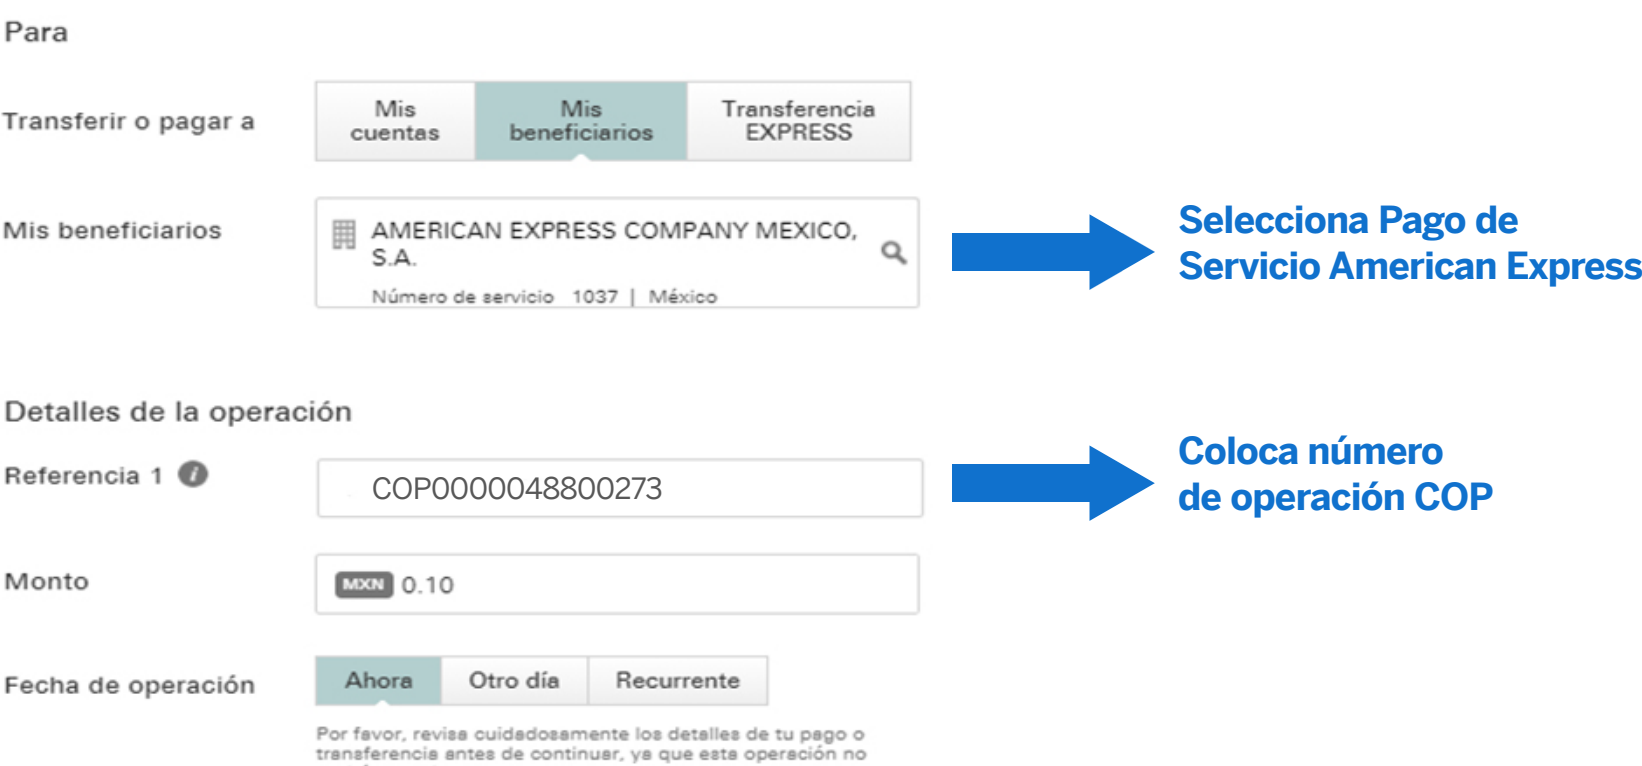 Para
Transferir o pagar a
Mis
cuentas
Mis
beneficiarios
Transferencia
EXPRESS
Mis beneficiarios
AMERICAN EXPRESS COMPANY MEXICO,
S.A.
Número de servicio 1037 | México
Selecciona Pago de
Servicio American Express
Detalles de la operación
Referencia 1 i
COP0000048800273
Coloca número
de operación COP
Monto
MXN 0.10
Fecha de operación
Ahora
Otro día
Recurrente
Por favor, revisa cuidadosamente los detalles de tu pago o
transferencia antes de continuar, ya que esta operación no